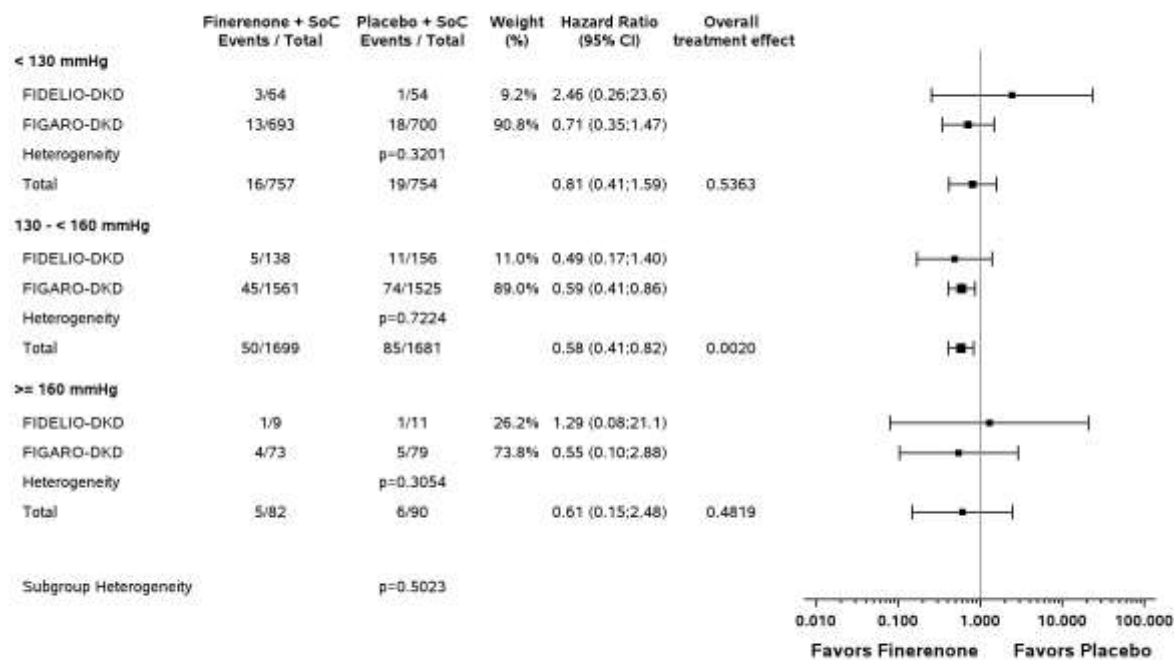 Finerenone + SoC Placebo + SoC Weight Hazard Ratio Overall
Events / Total Events / Total (%) (95% CI) treatment effect
< 130 mmHg
FIDELIO-DKD 3/64 1/54 9.2% 2.46 (0.26;23.6)
FIGARO-DKD 13/693 18/700 90.8% 0.71 (0.35;1.47)
Heterogeneity p=0.3201
Total 16/757 19/754 0.81 (0.41;1.59) 0.5363
130 - < 160 mmHg
FIDELIO-DKD 5/138 11/156 11.0% 0.49 (0.17;1.40)
FIGARO-DKD 45/1561 74/1525 89.0% 0.59 (0.41;0.86)
Heterogeneity p=0.7224
Total 50/1699 85/1681 0.58 (0.41;0.82) 0.0020
>= 160 mmHg
FIDELIO-DKD 1/9 1/11 26.2% 1.29 (0.08;21.1)
FIGARO-DKD 4/73 5/79 73.8% 0.55 (0.10;2.88)
Heterogeneity p=0.3054
Total 5/82 6/90 0.61 (0.15;2.48) 0.4819
Subgroup Heterogeneity p=0.5023
0.010 0.100 1.000 10.000 100.000
Favors Finerenone Favors Placebo